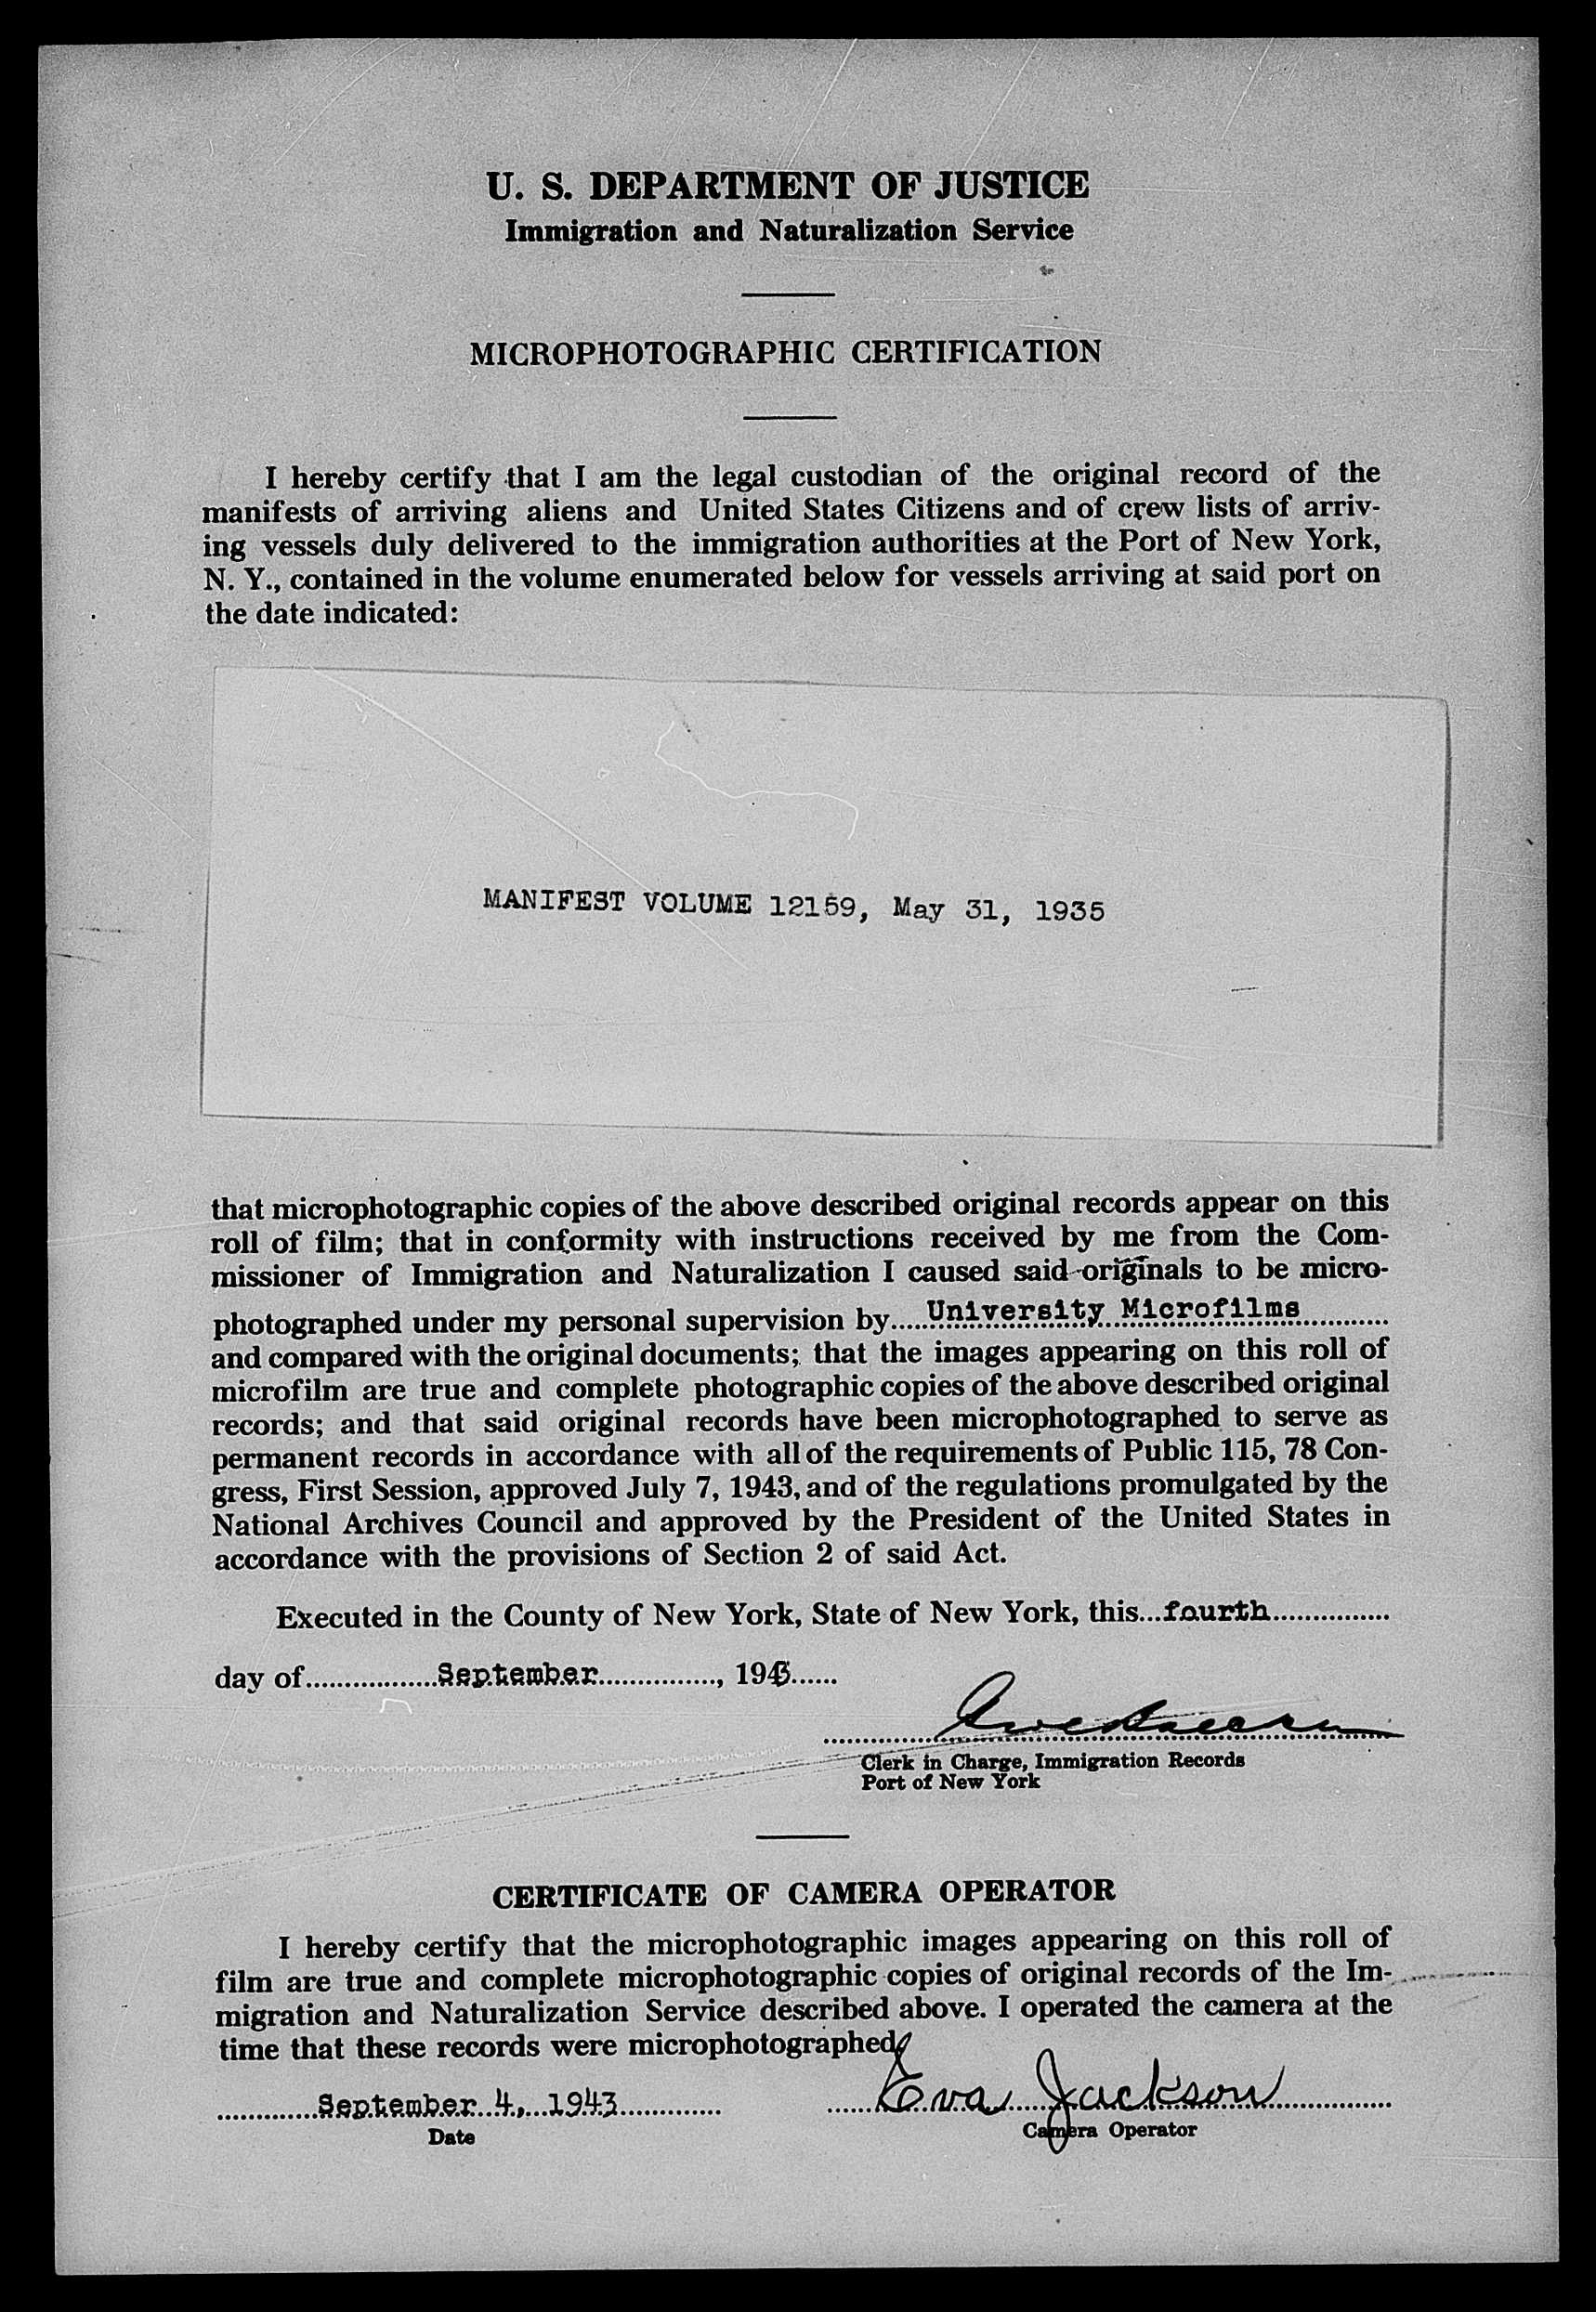 U. S. DEPARTMENT OF JUSTICE
Immigration and Naturalization Service
MICROPHOTOGRAPHIC CERTIFICATION
I hereby certify that I am the legal custodian of the original record of the
manifests of arriving aliens and United States Citizens and of crew lists of arriv-
ing vessels duly delivered to the immigration authorities at the Port of New York,
N. Y., contained in the volume enumerated below for vessels arriving at said port on
the date indicated:
MANIFEST VOLUME 12159, May 31, 1935
that microphotographic copies of the above described original records appear on this
roll of film; that in conformity with instructions received by me from the Com-
missioner of Immigration and Naturalization I caused said originals to be micro-
photographed under my personal supervision by.....University Microfilms............
and compared with the original documents; that the images appearing on this roll of
microfilm are true and complete photographic copies of the above described original
records; and that said original records have been microphotographed to serve as
permanent records in accordance with all of the requirements of Public 115, 78 Con-
gress, First Session, approved July 7, 1943, and of the regulations promulgated by the
National Archives Council and approved by the President of the United States in
accordance with the provisions of Section 2 of said Act.
Executed in the County of New York, State of New York, this...fourth...............
day of.................September..............., 1943......
Clerk in Charge, Immigration Records
Port of New York
CERTIFICATE OF CAMERA OPERATOR
I hereby certify that the microphotographic images appearing on this roll of
film are true and complete microphotographic copies of original records of the Im-
migration and Naturalization Service described above. I operated the camera at the
time that these records were microphotographed.
September 4, 1943 Eva Jackson
Date Camera Operator